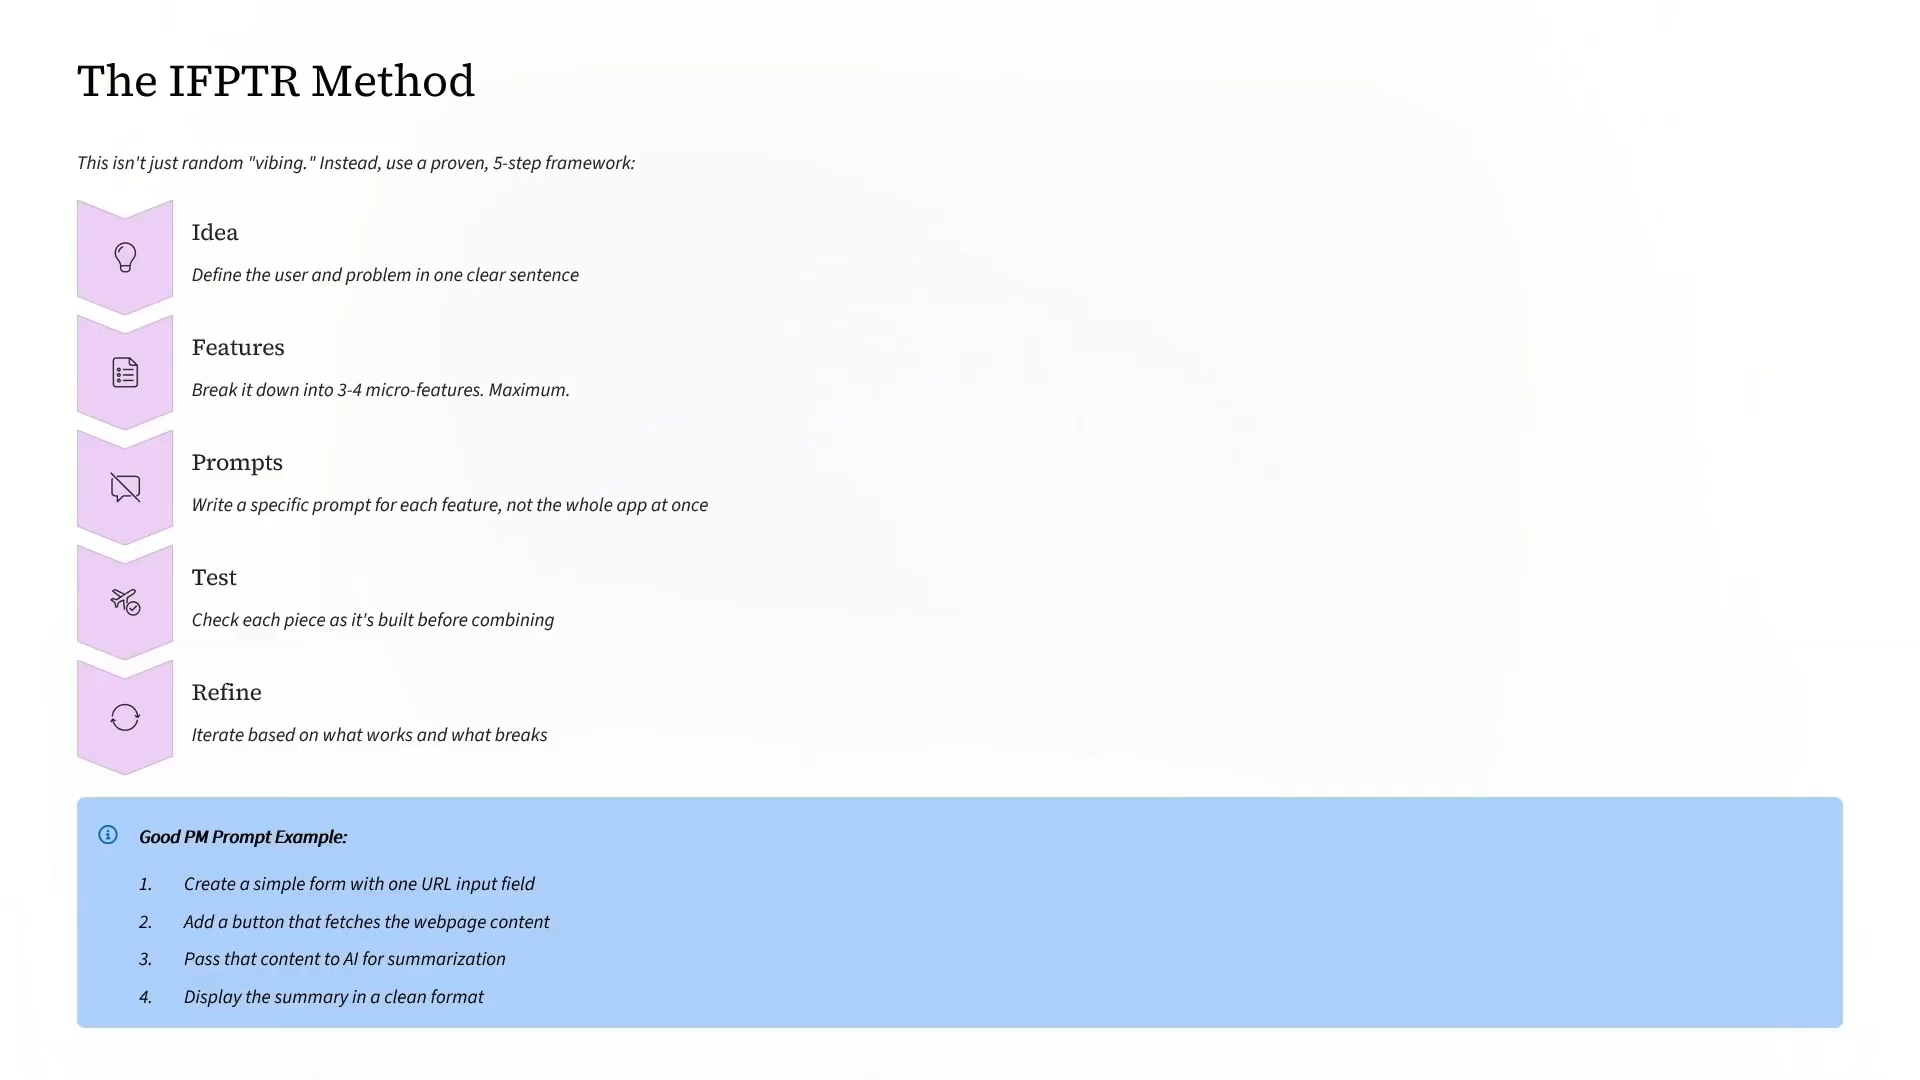 The IFPTR Method
This isn't just random "vibing." Instead, use a proven, 5-step framework:
Idea
Define the user and problem in one clear sentence
Features
Break it down into 3-4 micro-features. Maximum.
Prompts
Write a specific prompt for each feature, not the whole app at once
Test
Check each piece as it's built before combining
Refine
Iterate based on what works and what breaks
Good PM Prompt Example:
1. Create a simple form with one URL input field
2. Add a button that fetches the webpage content
3. Pass that content to AI for summarization
4. Display the summary in a clean format